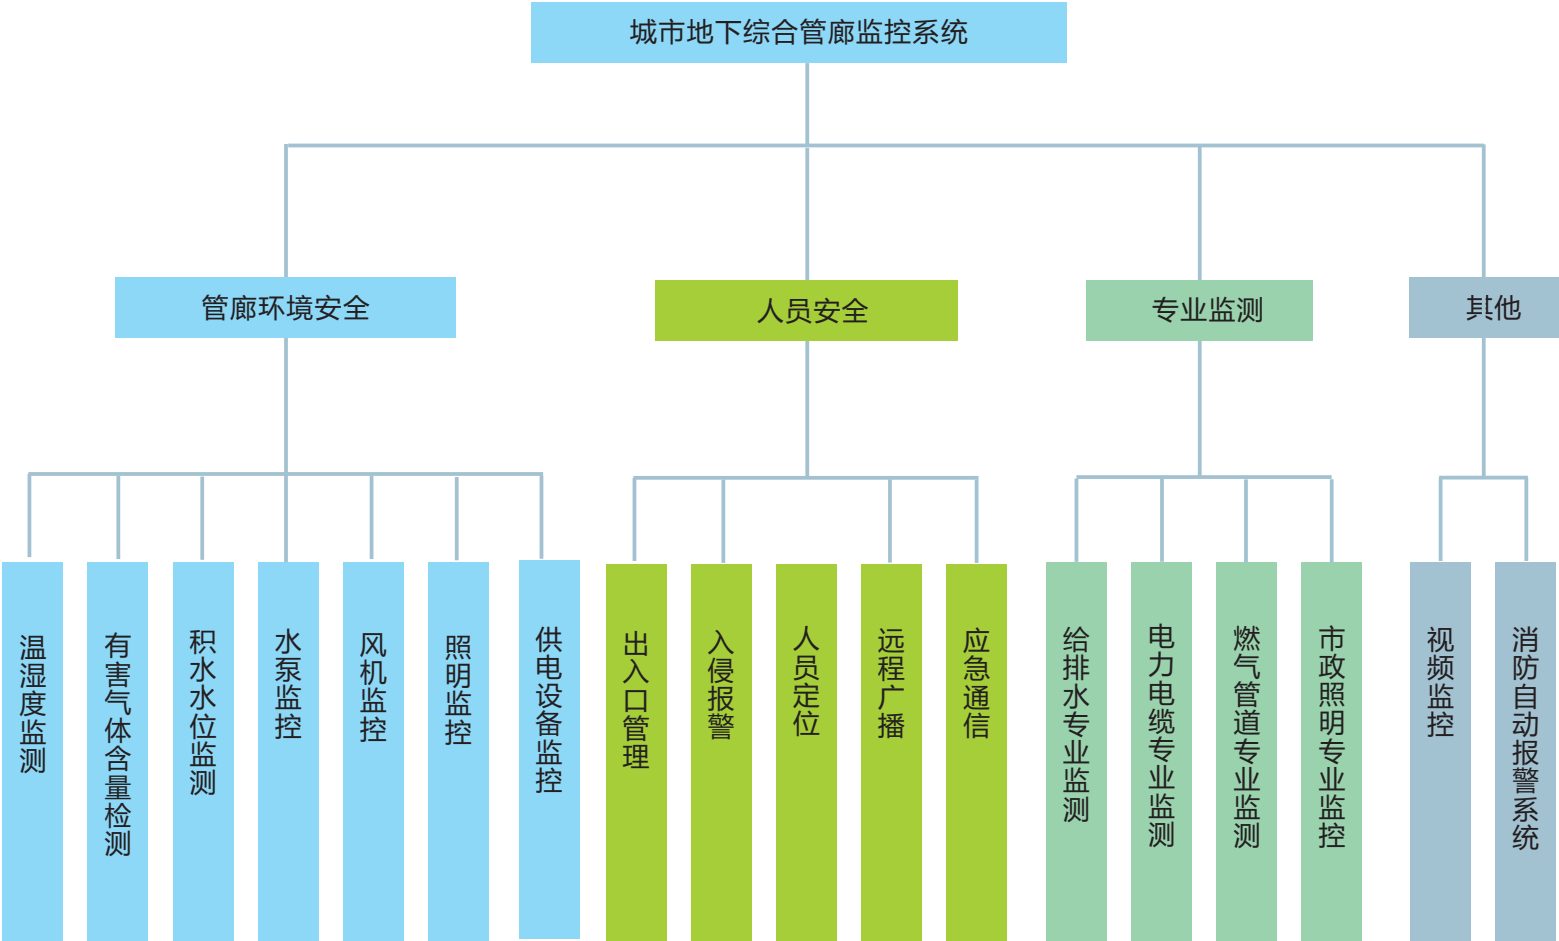 城市地下综合管廊监控系统
管廊环境安全
人员安全
专业监测
其他
温湿度监测
有害气体含量检测
积水水位监测
水泵监控
风机监控
照明监控
供电设备监控
出入口管理
入侵报警
人员定位
远程广播
应急通信
给排水专业监测
电力电缆专业监测
燃气管道专业监测
市政照明专业监控
视频监控
消防自动报警系统